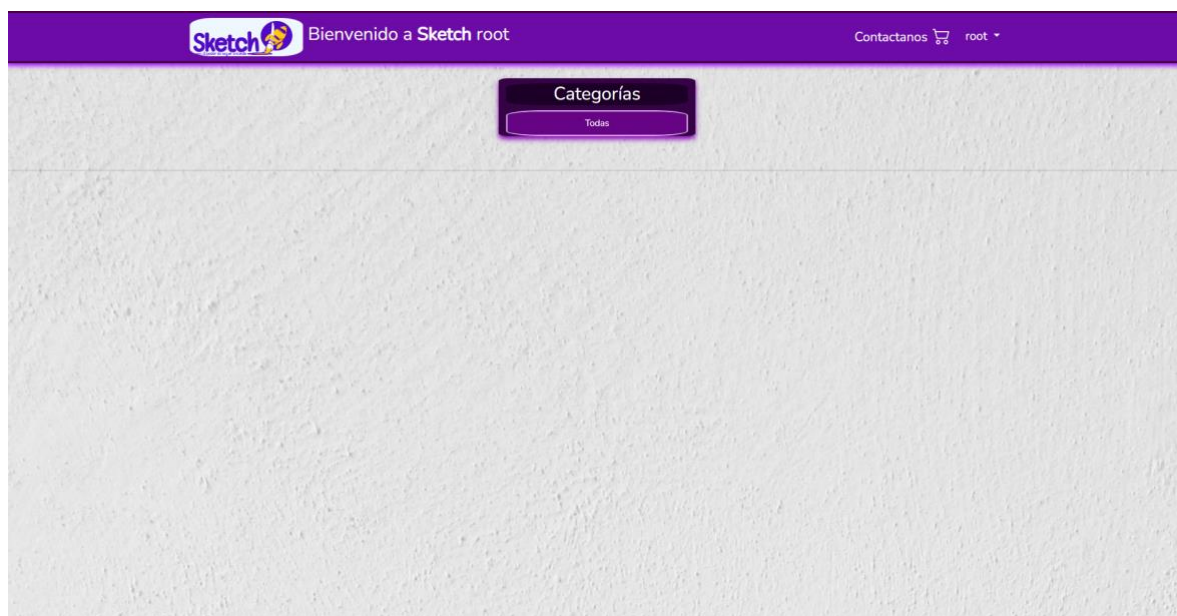 Sketch
Bienvenido a Sketch root
Contactanos
root
Categorías
Todas